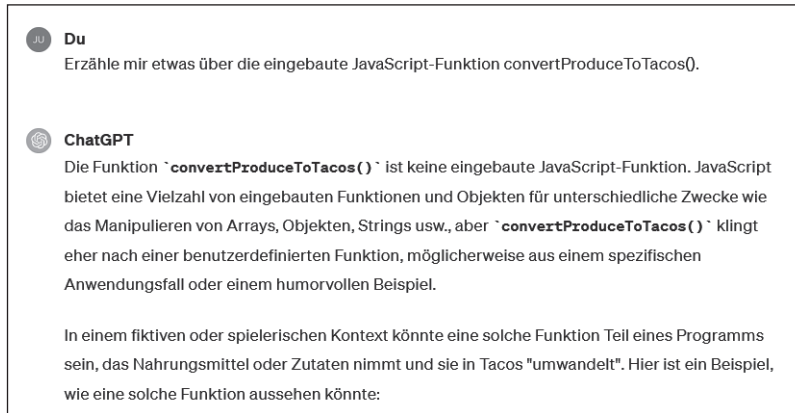 JU
Du
Erzähle mir etwas über die eingebaute JavaScript-Funktion convertProduceToTacos().
ChatGPT
Die Funktion `convertProduceToTacos()` ist keine eingebaute JavaScript-Funktion. JavaScript
bietet eine Vielzahl von eingebauten Funktionen und Objekten für unterschiedliche Zwecke wie
das Manipulieren von Arrays, Objekten, Strings usw., aber `convertProduceToTacos()` klingt
eher nach einer benutzerdefinierten Funktion, möglicherweise aus einem spezifischen
Anwendungsfall oder einem humorvollen Beispiel.
In einem fiktiven oder spielerischen Kontext könnte eine solche Funktion Teil eines Programms
sein, das Nahrungsmittel oder Zutaten nimmt und sie in Tacos "umwandelt". Hier ist ein Beispiel,
wie eine solche Funktion aussehen könnte: